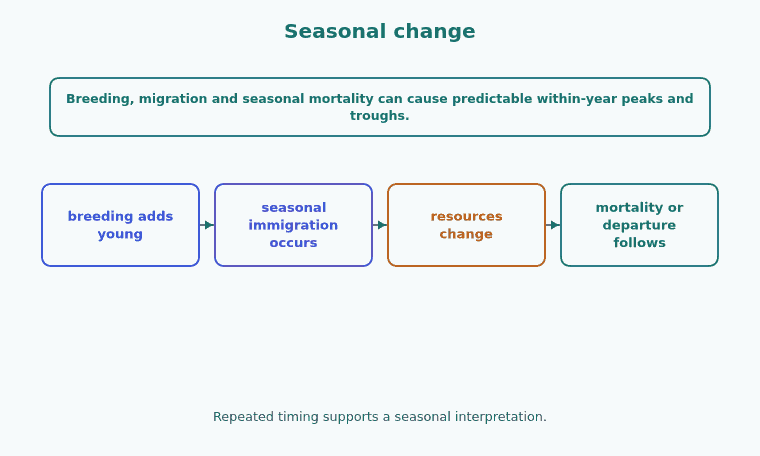 Seasonal change
Breeding, migration and seasonal mortality can cause predictable within-year peaks and
troughs.
breeding adds
young
seasonal
immigration
occurs
resources
change
mortality or
departure
follows
Repeated timing supports a seasonal interpretation.